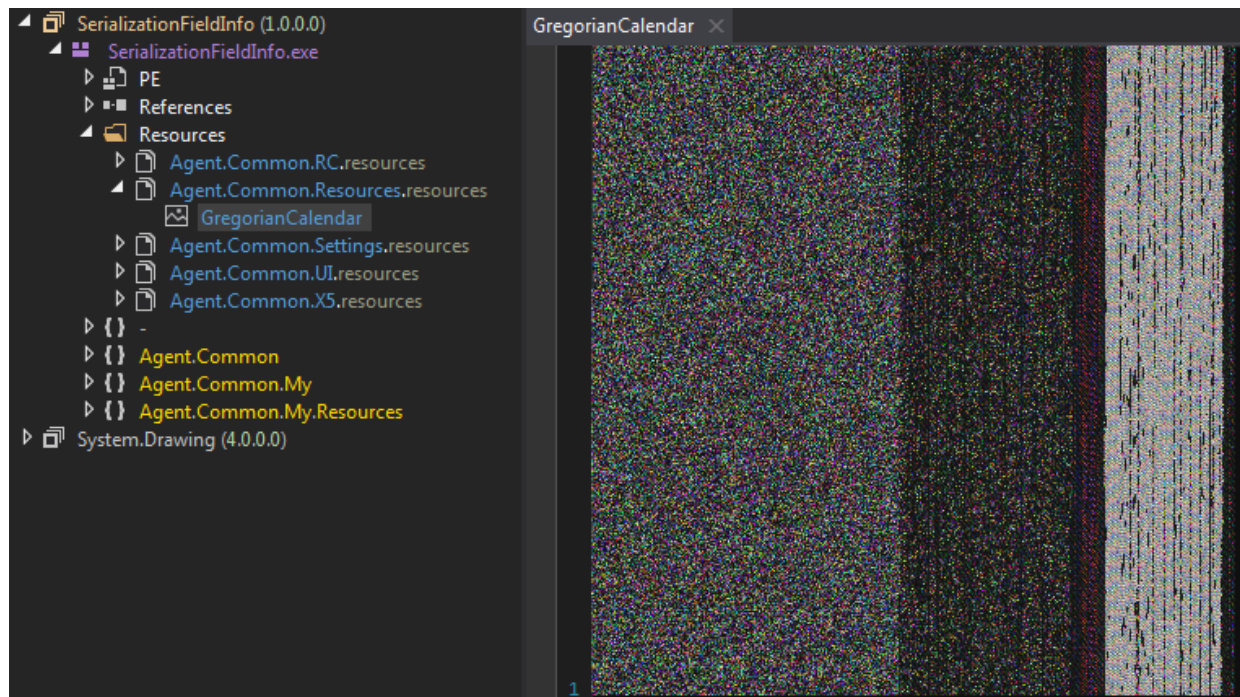 SerializationFieldInfo (1.0.0.0)
SerializationFieldInfo.exe
PE
References
Resources
Agent.Common.RC.resources
Agent.Common.Resources.resources
GregorianCalendar
Agent.Common.Settings.resources
Agent.Common.UI.resources
Agent.Common.X5.resources
{ } -
{ } Agent.Common
{ } Agent.Common.My
{ } Agent.Common.My.Resources
System.Drawing (4.0.0.0)
GregorianCalendar
1